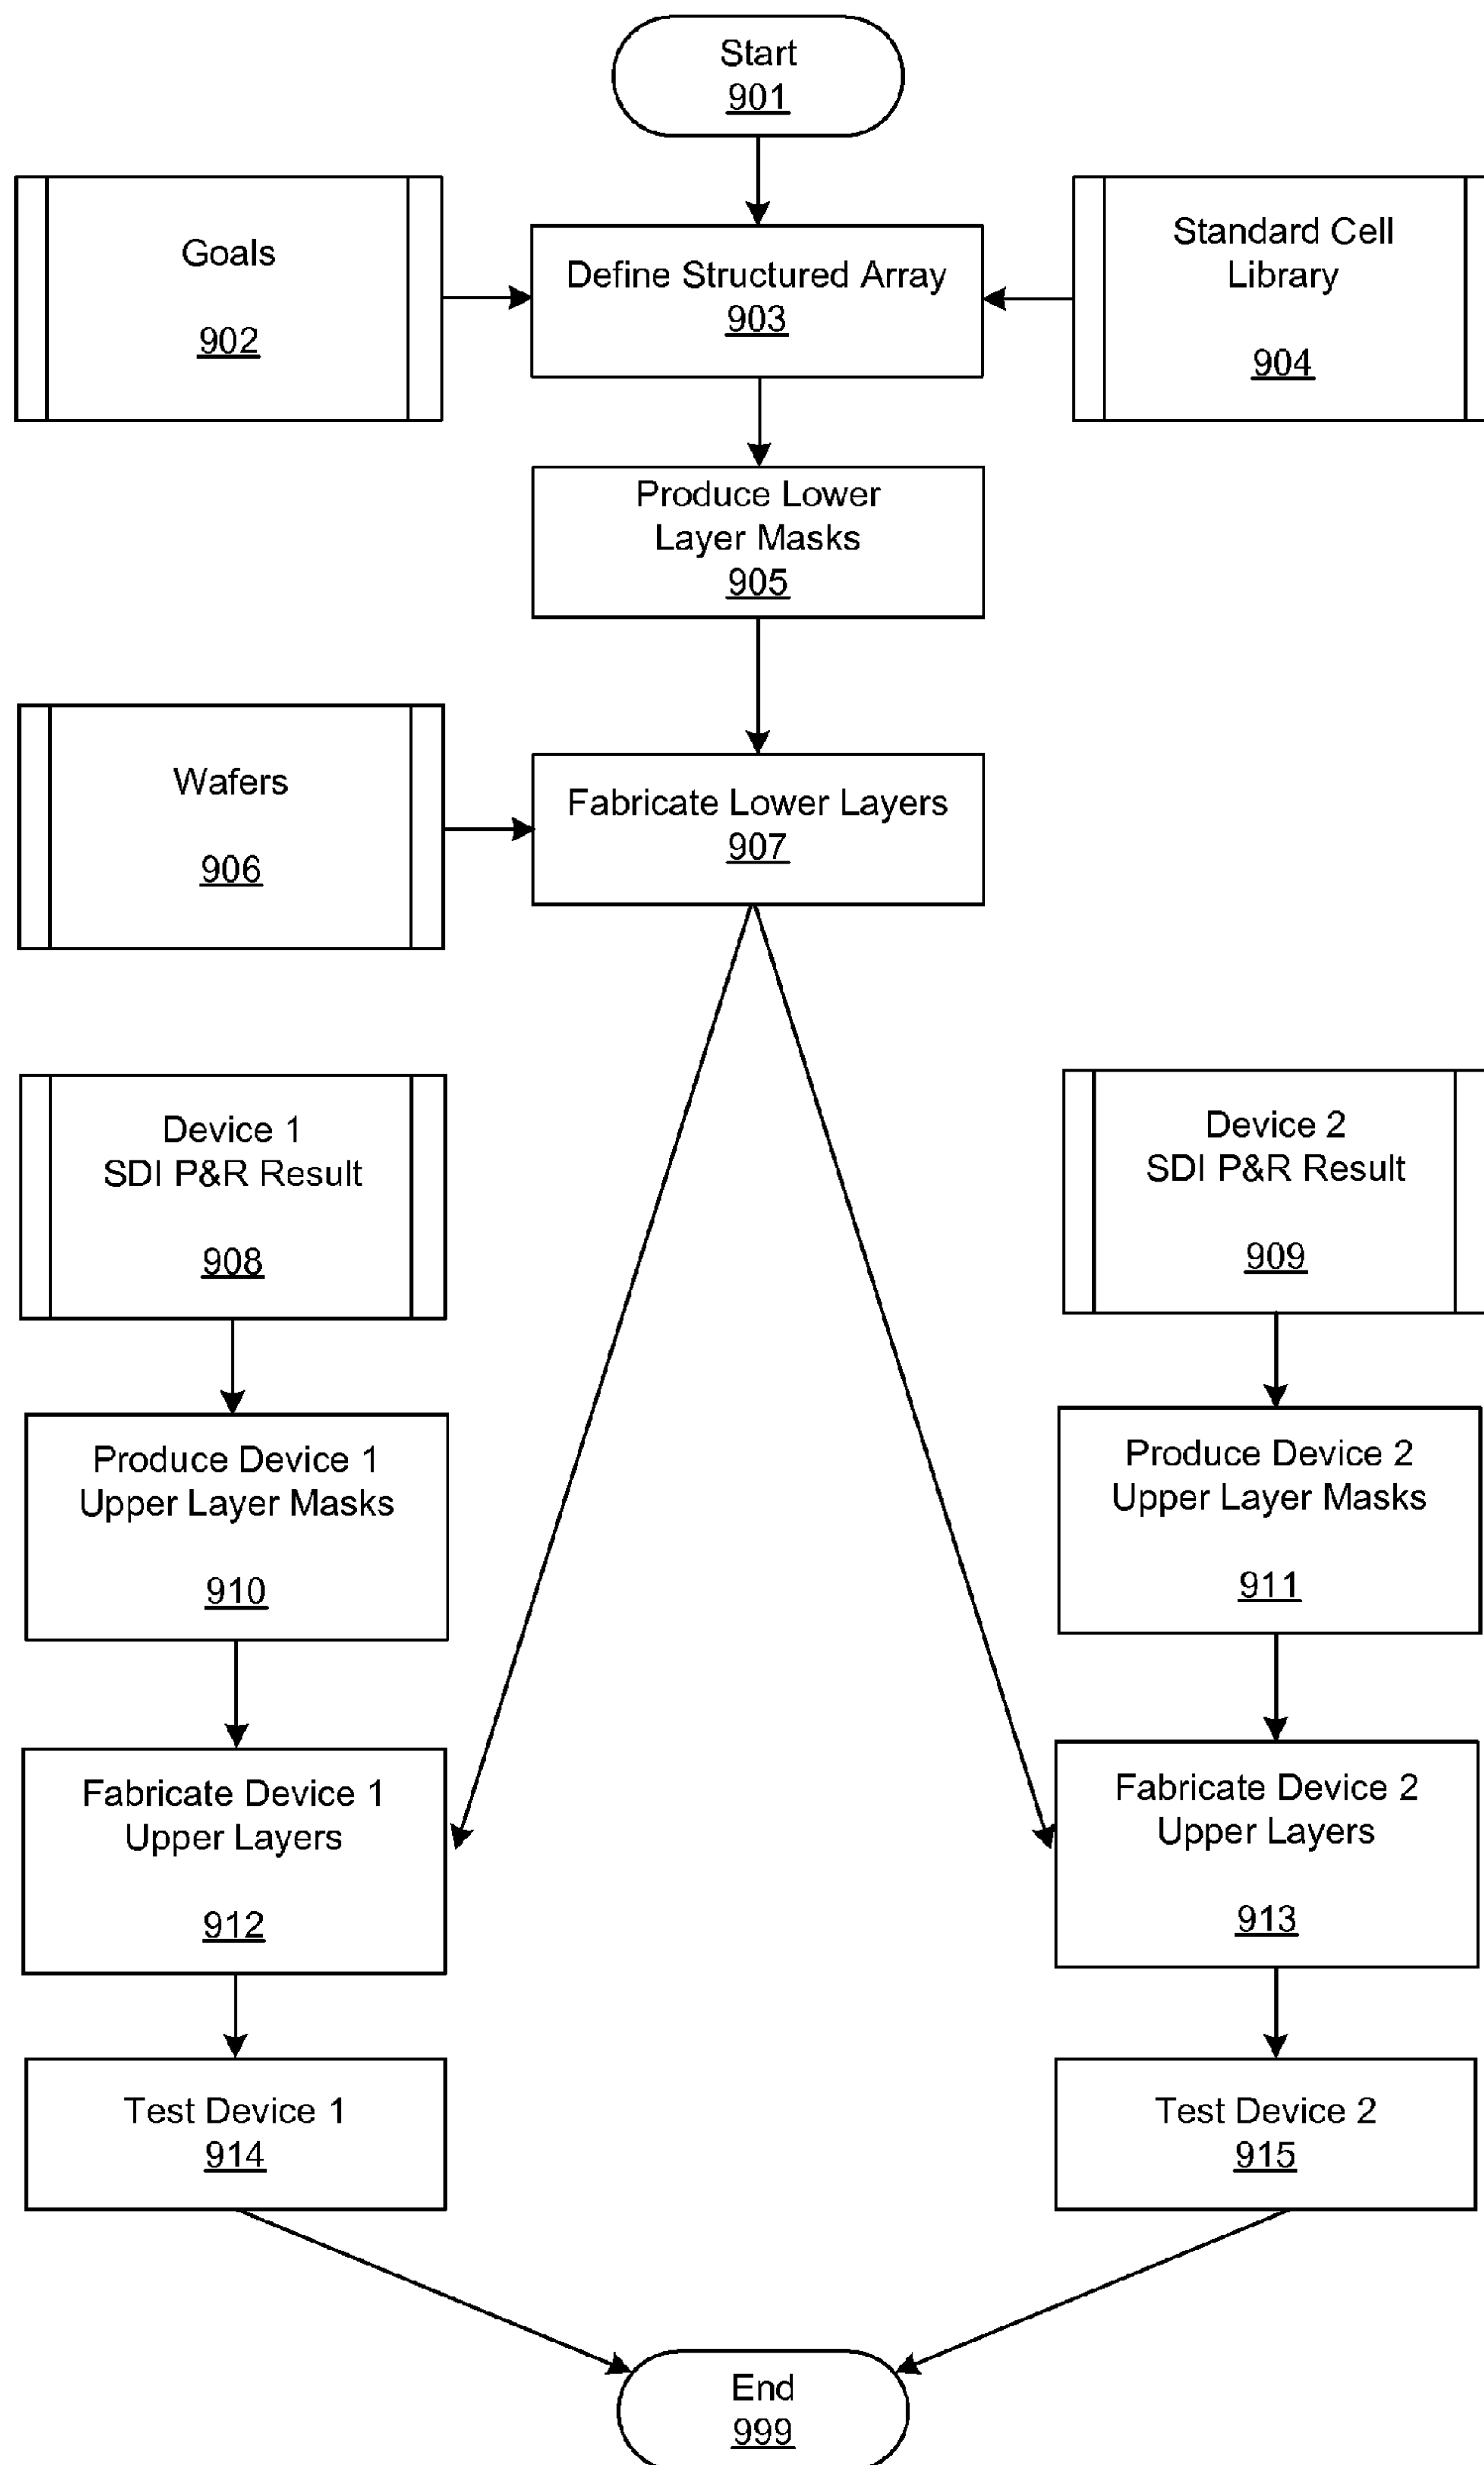 Start
901
Goals
902
Define Structured Array
903
Standard Cell
Library
904
Produce Lower
Layer Masks
905
Wafers
906
Fabricate Lower Layers
907
Device 1
SDI P&R Result
908
Device 2
SDI P&R Result
909
Produce Device 1
Upper Layer Masks
910
Produce Device 2
Upper Layer Masks
911
Fabricate Device 1
Upper Layers
912
Fabricate Device 2
Upper Layers
913
Test Device 1
914
Test Device 2
915
End
999